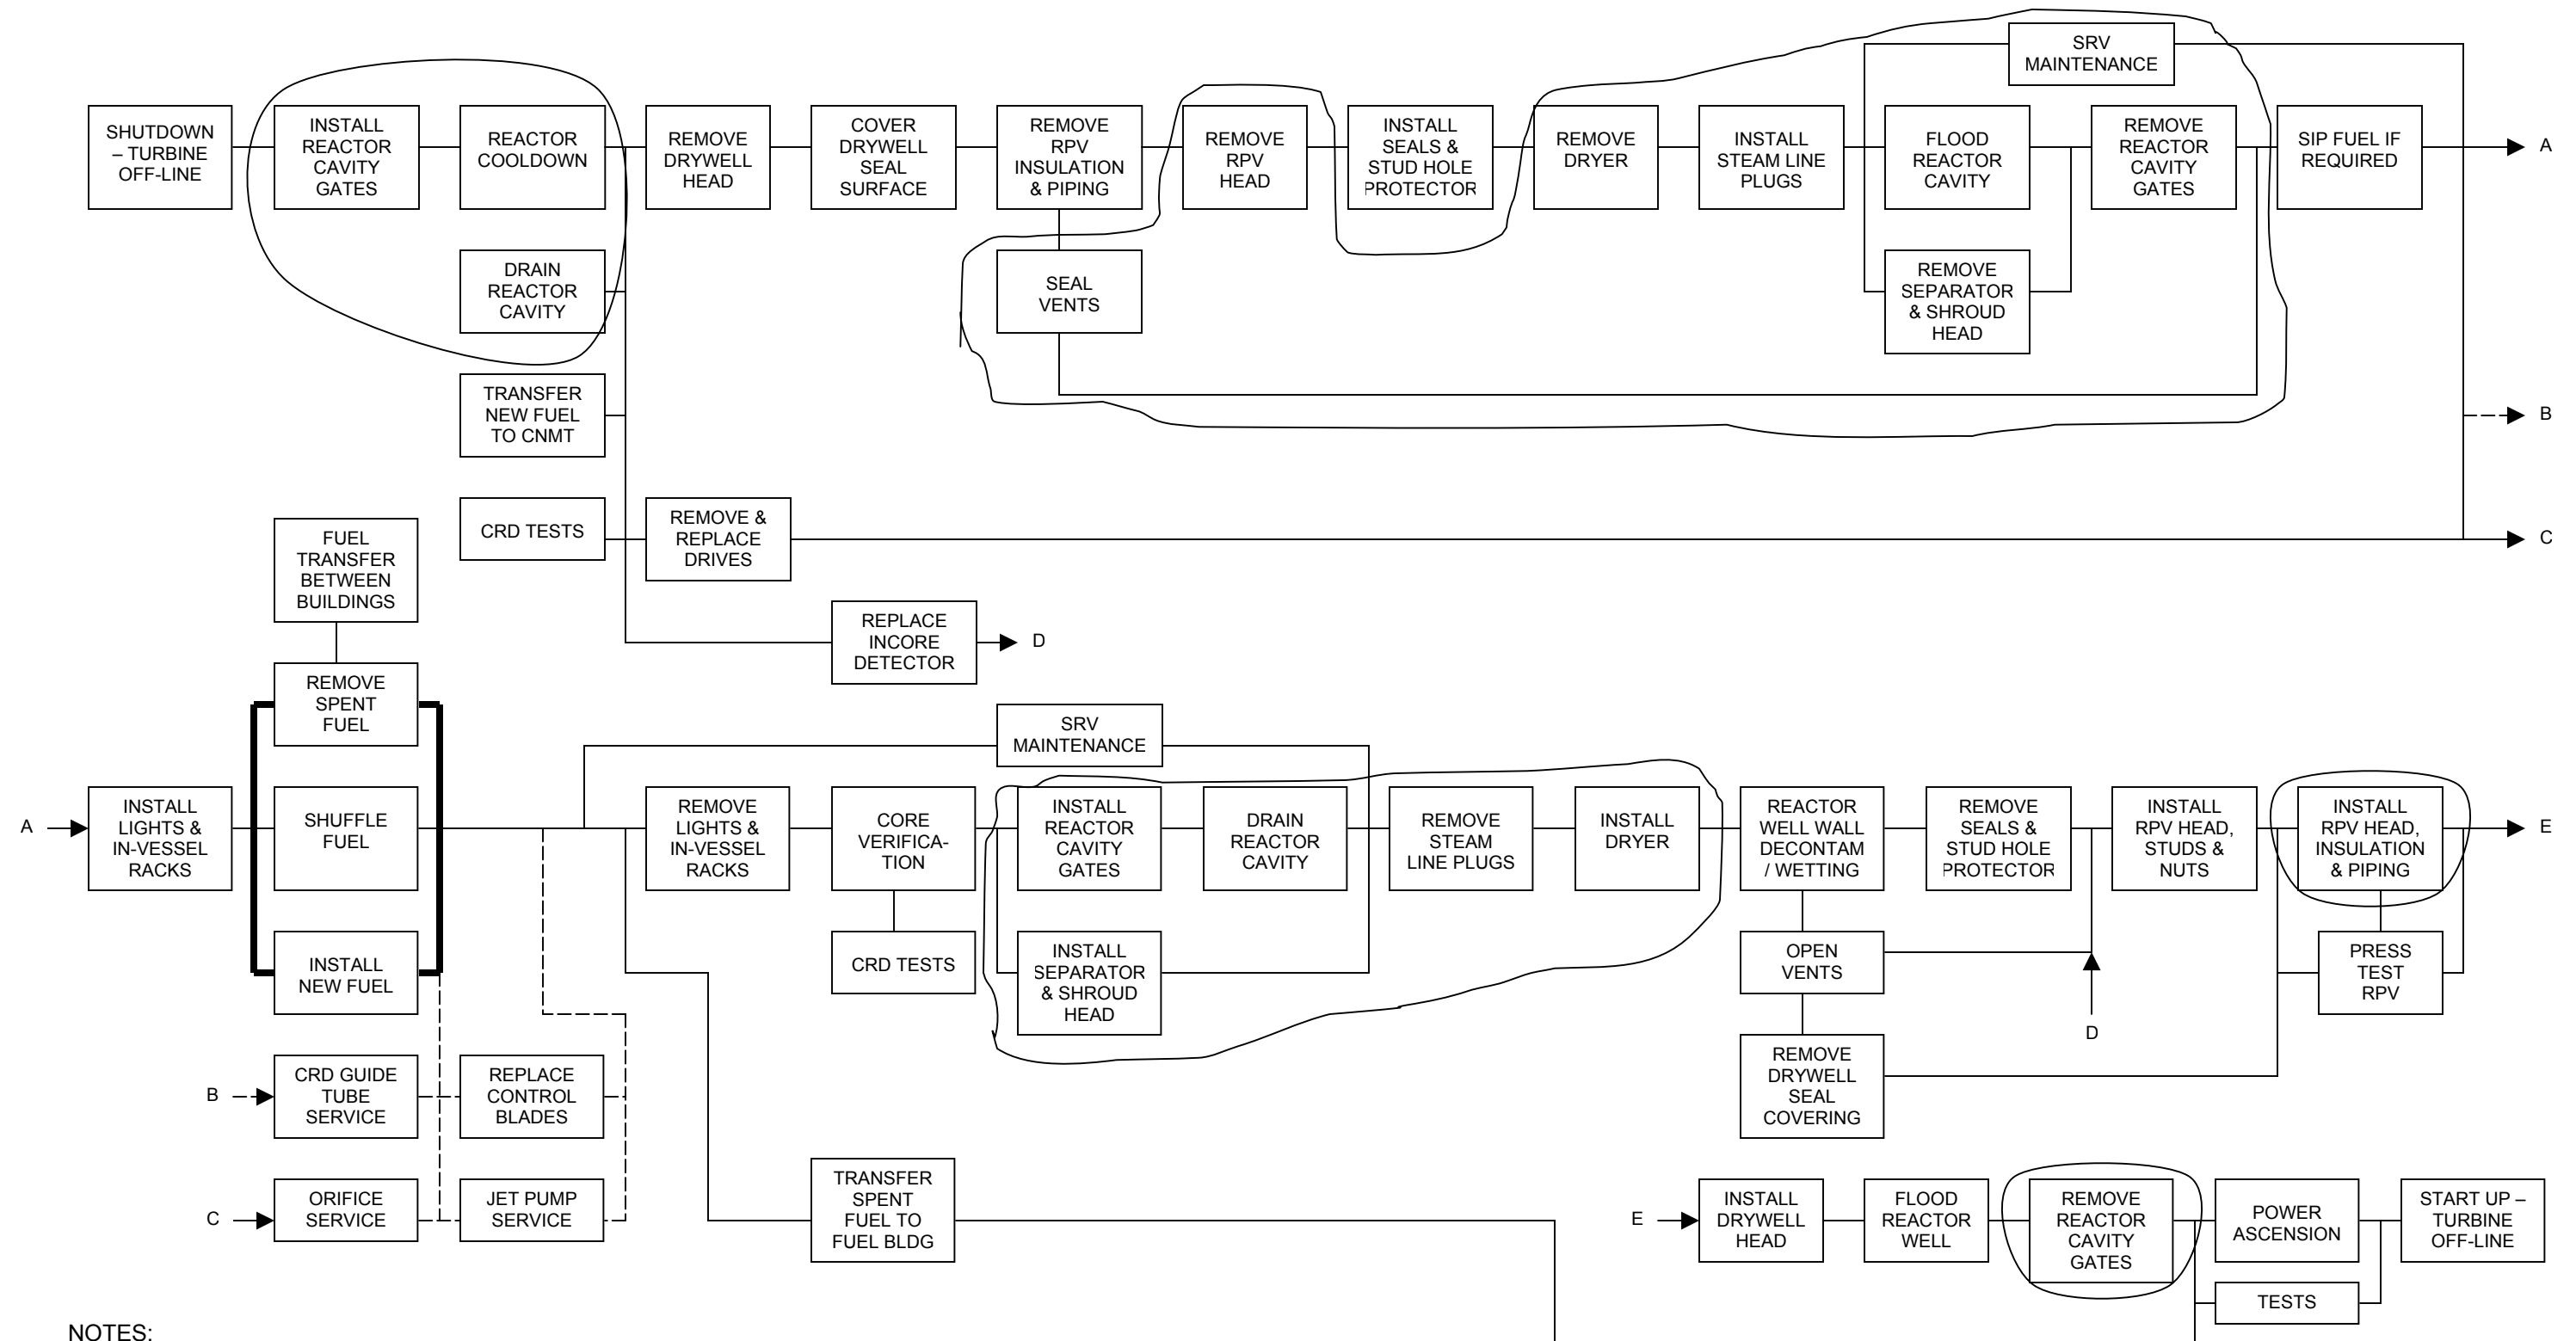 SRV
MAINTENANCE
SHUTDOWN
– TURBINE
OFF-LINE
INSTALL
REACTOR
CAVITY
GATES
REACTOR
COOLDOWN
REMOVE
DRYWELL
HEAD
COVER
DRYWELL
SEAL
SURFACE
REMOVE
RPV
INSULATION
& PIPING
REMOVE
RPV
HEAD
INSTALL
SEALS &
STUD HOLE
PROTECTOR
REMOVE
DRYER
INSTALL
STEAM LINE
PLUGS
FLOOD
REACTOR
CAVITY
REMOVE
REACTOR
CAVITY
GATES
SIP FUEL IF
REQUIRED
A
DRAIN
REACTOR
CAVITY
SEAL
VENTS
REMOVE
SEPARATOR
& SHROUD
HEAD
TRANSFER
NEW FUEL
TO CNMT
B
CRD TESTS
REMOVE &
REPLACE
DRIVES
C
FUEL
TRANSFER
BETWEEN
BUILDINGS
REPLACE
INCORE
DETECTOR
D
REMOVE
SPENT
FUEL
SRV
MAINTENANCE
A
INSTALL
LIGHTS &
IN-VESSEL
RACKS
SHUFFLE
FUEL
REMOVE
LIGHTS &
IN-VESSEL
RACKS
CORE
VERIFICA-
TION
INSTALL
REACTOR
CAVITY
GATES
DRAIN
REACTOR
CAVITY
REMOVE
STEAM
LINE PLUGS
INSTALL
DRYER
REACTOR
WELL WALL
DECONTAM
/ WETTING
REMOVE
SEALS &
STUD HOLE
PROTECTOR
INSTALL
RPV HEAD,
STUDS &
NUTS
INSTALL
RPV HEAD,
INSULATION
& PIPING
E
INSTALL
NEW FUEL
CRD TESTS
INSTALL
SEPARATOR
& SHROUD
HEAD
OPEN
VENTS
PRESS
TEST
RPV
D
B
CRD GUIDE
TUBE
SERVICE
REPLACE
CONTROL
BLADES
REMOVE
DRYWELL
SEAL
COVERING
C
ORIFICE
SERVICE
JET PUMP
SERVICE
TRANSFER
SPENT
FUEL TO
FUEL BLDG
E
INSTALL
DRYWELL
HEAD
FLOOD
REACTOR
WELL
REMOVE
REACTOR
CAVITY
GATES
POWER
ASCENSION
START UP –
TURBINE
OFF-LINE
TESTS
NOTES: